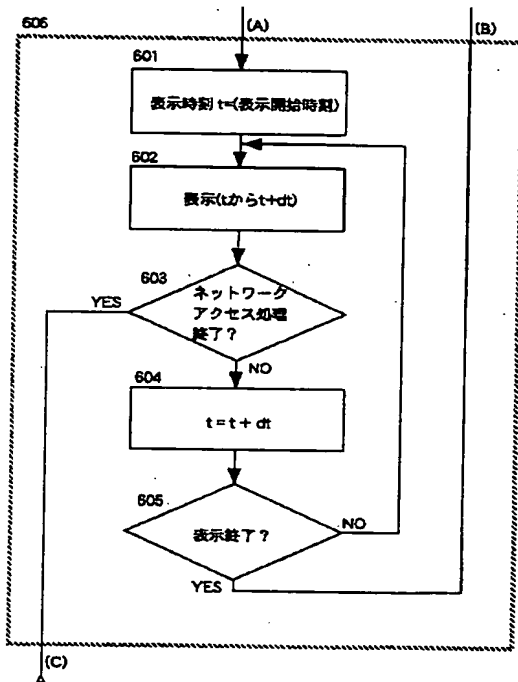 606
(A)
(B)
601
表示時刻 t=(表示開始時刻)
602
表示(tからt+dt)
603
YES
ネットワーク
アクセス処理
終了？
NO
604
t = t + dt
605
表示終了？
NO
YES
(C)